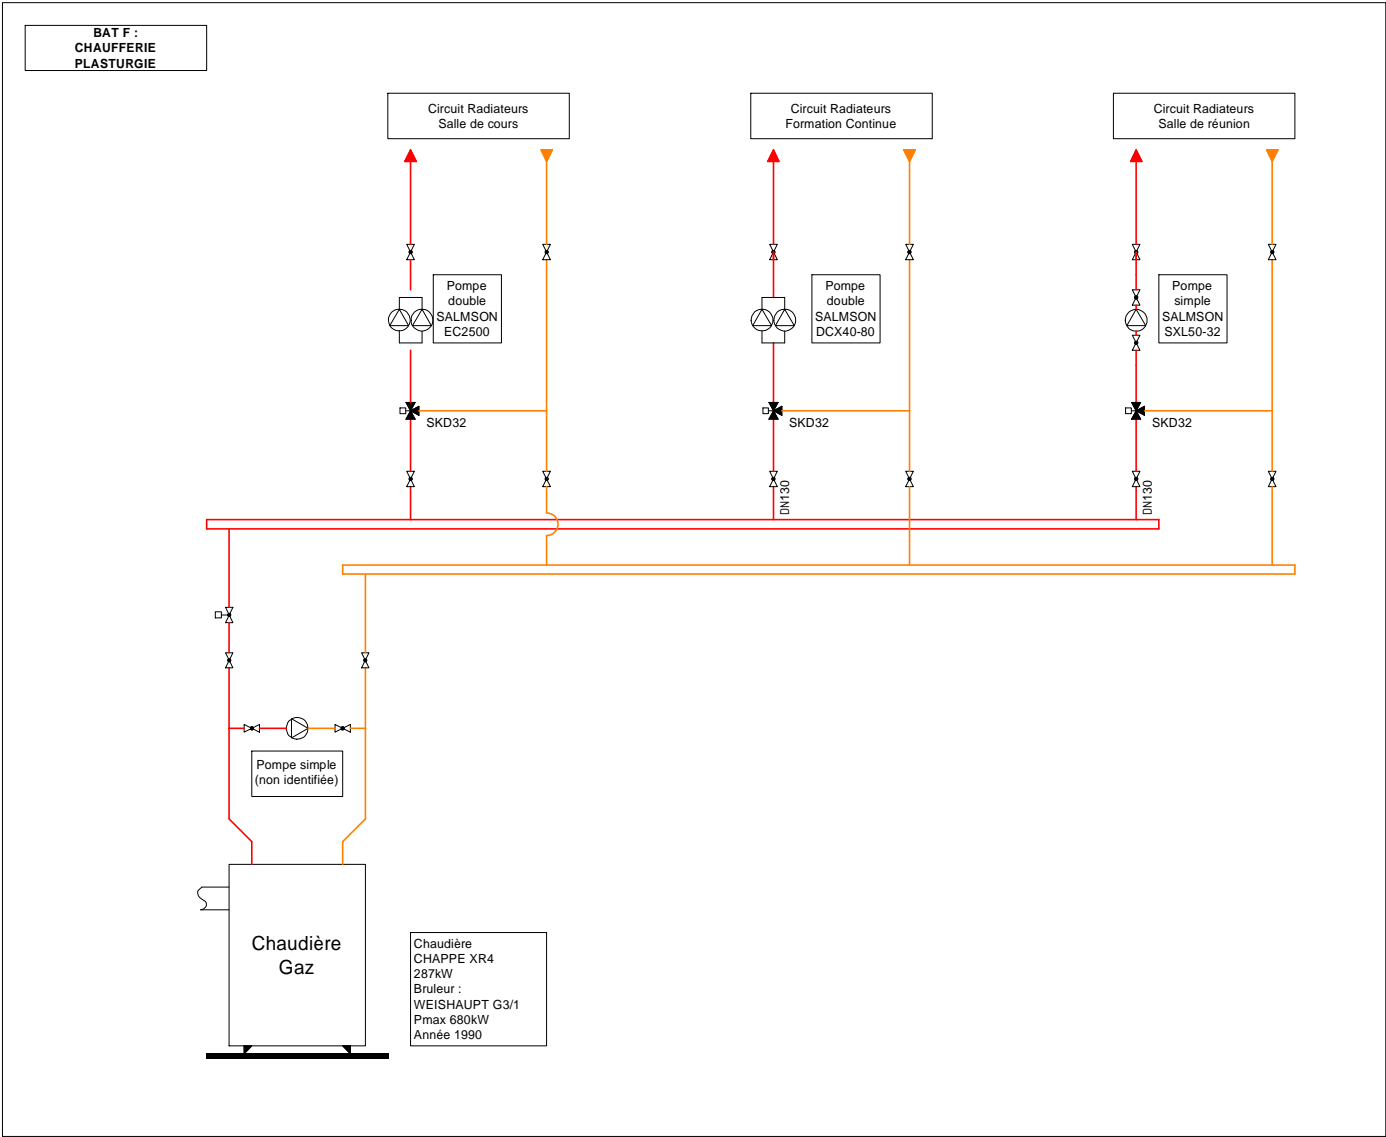 BAT F :
CHAUFFERIE
PLASTURGIE
Circuit Radiateurs
Salle de cours
Circuit Radiateurs
Formation Continue
Circuit Radiateurs
Salle de réunion
Pompe
double
SALMSON
EC2500
Pompe
double
SALMSON
DCX40-80
Pompe
simple
SALMSON
SXL50-32
SKD32
SKD32
SKD32
DN130
DN130
Pompe simple
(non identifiée)
Chaudière
Gaz
Chaudière
CHAPPE XR4
287kW
Bruleur :
WEISHAUPT G3/1
Pmax 680kW
Année 1990